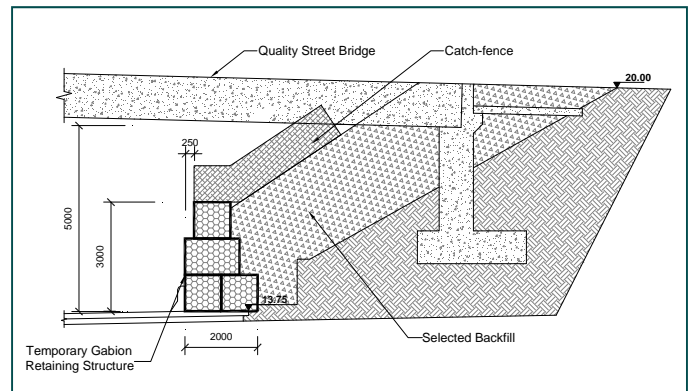 Quality Street Bridge
Catch-fence
20.00
250
5000
3000
13.75
2000
Selected Backfill
Temporary Gabion
Retaining Structure